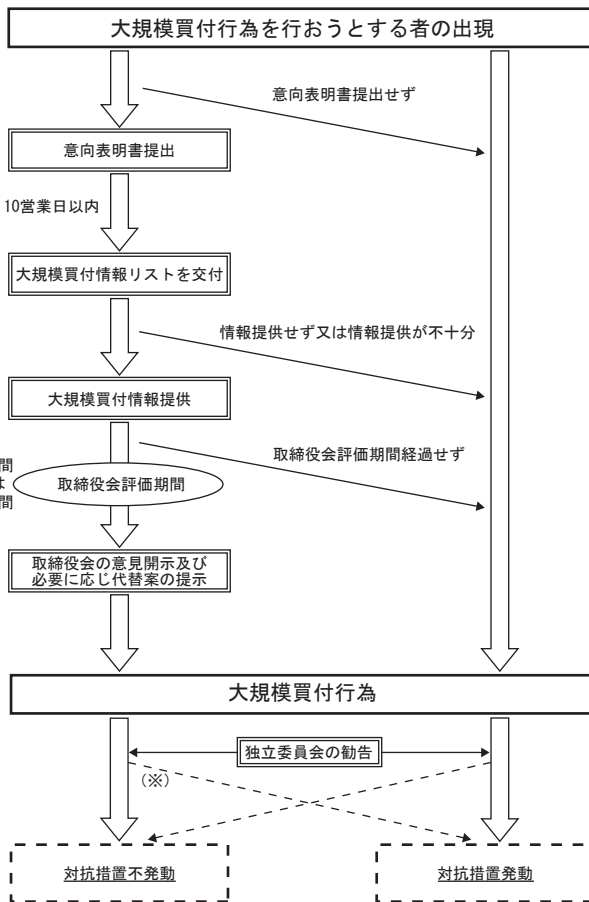 大規模買付行為を行おうとする者の出現
意向表明書提出せず
意向表明書提出
10営業日以内
大規模買付情報リストを交付
情報提供せず又は情報提供が不十分
大規模買付情報提供
取締役会評価期間経過せず
間
間
取締役会評価期間
取締役会の意見開示及び
必要に応じ代替案の提示
大規模買付行為
独立委員会の勧告
(※)
対抗措置不発動
対抗措置発動